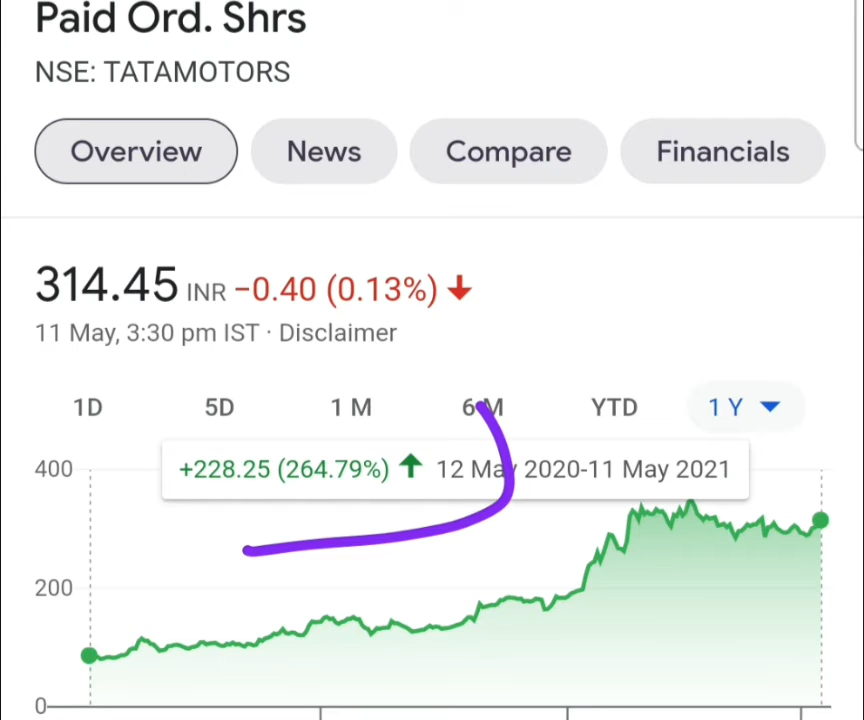 Paid Ord. Shrs
NSE: TATAMOTORS
Overview News Compare Financials
314.45 INR −0.40 (0.13%)
11 May, 3:30 pm IST · Disclaimer
1D 5D 1 M 6 M YTD 1 Y
+228.25 (264.79%) 12 May 2020-11 May 2021
400
200
0